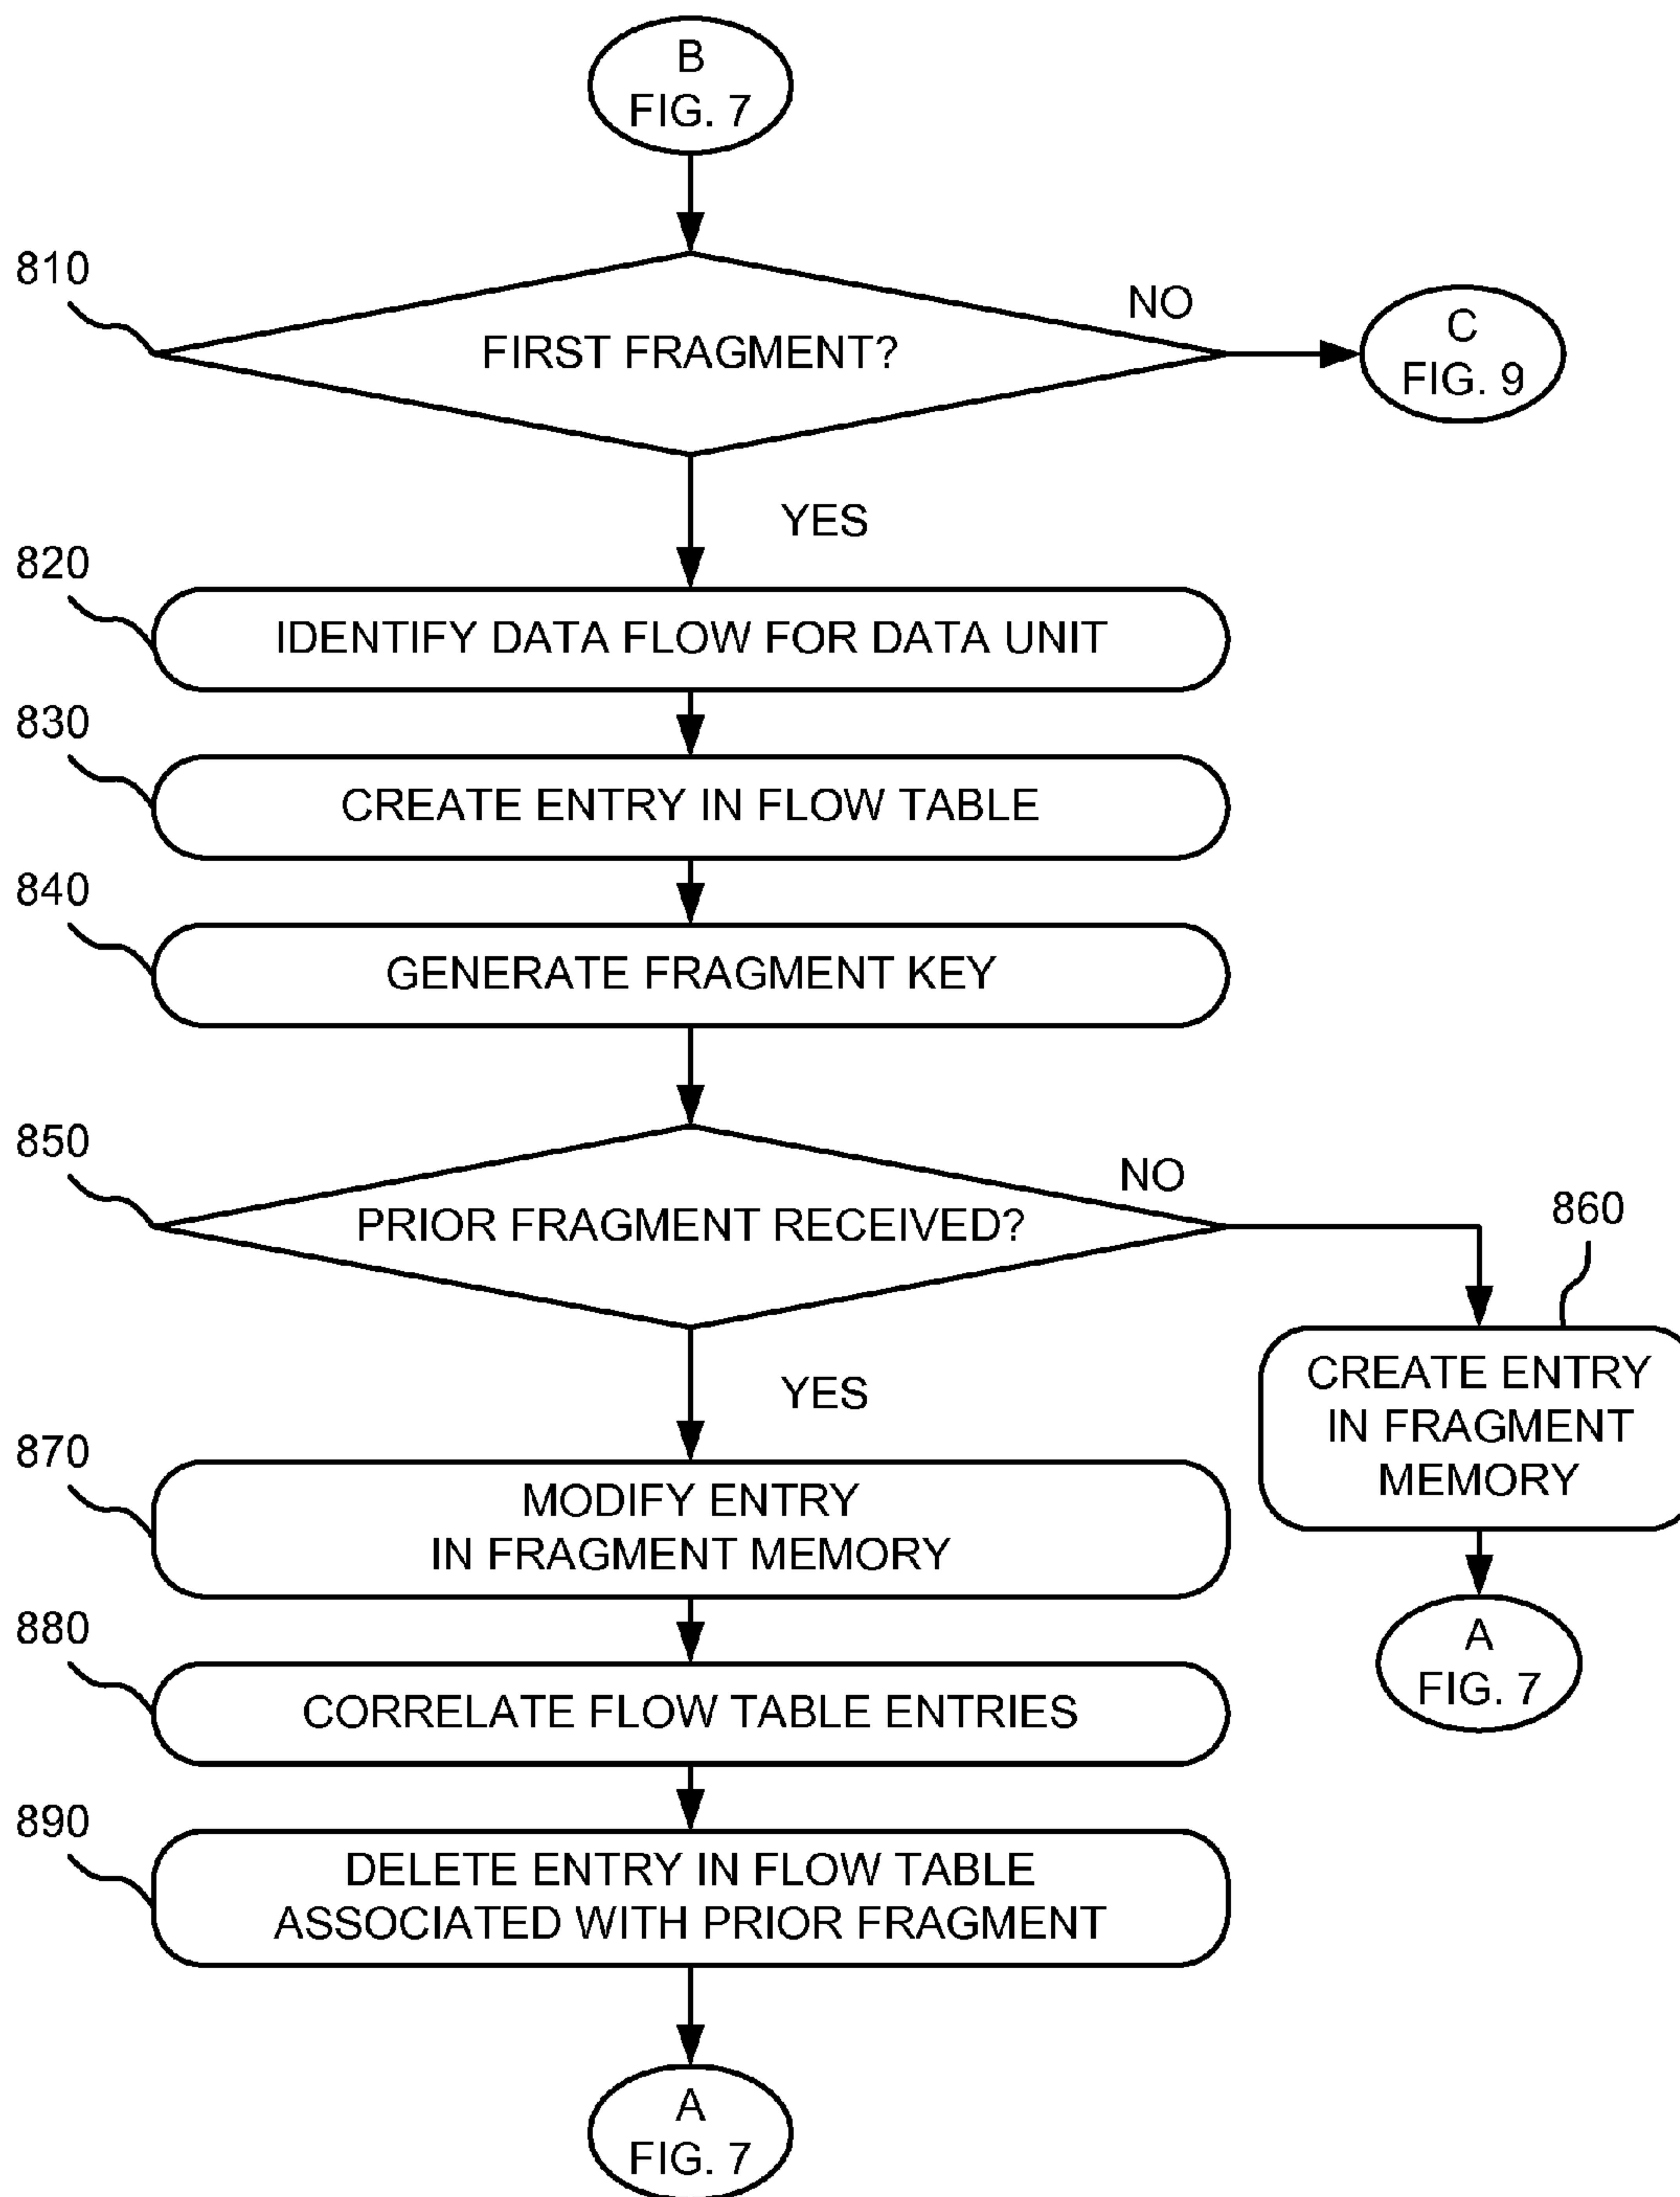 B
FIG. 7
810
NO
FIRST FRAGMENT?
C
FIG. 9
YES
820
IDENTIFY DATA FLOW FOR DATA UNIT
830
CREATE ENTRY IN FLOW TABLE
840
GENERATE FRAGMENT KEY
850
NO
PRIOR FRAGMENT RECEIVED?
860
CREATE ENTRY
IN FRAGMENT
MEMORY
YES
870
MODIFY ENTRY
IN FRAGMENT MEMORY
A
FIG. 7
880
CORRELATE FLOW TABLE ENTRIES
890
DELETE ENTRY IN FLOW TABLE
ASSOCIATED WITH PRIOR FRAGMENT
A
FIG. 7